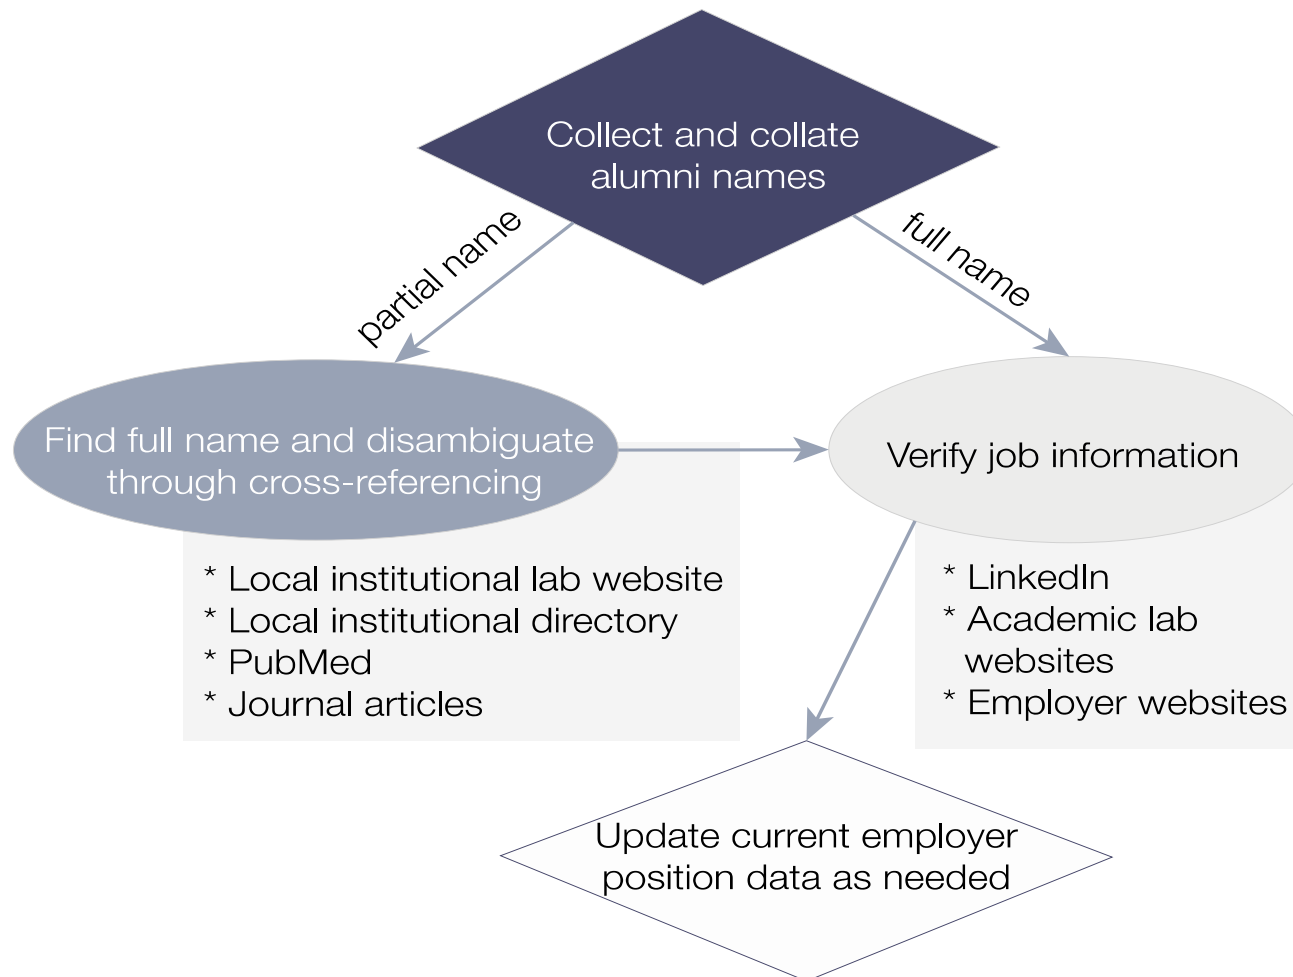 Collect and collate
alumni names
partial name
full name
Find full name and disambiguate
through cross-referencing
* Local institutional lab website
* Local institutional directory
* PubMed
* Journal articles
Verify job information
* LinkedIn
* Academic lab
websites
* Employer websites
Update current employer
position data as needed